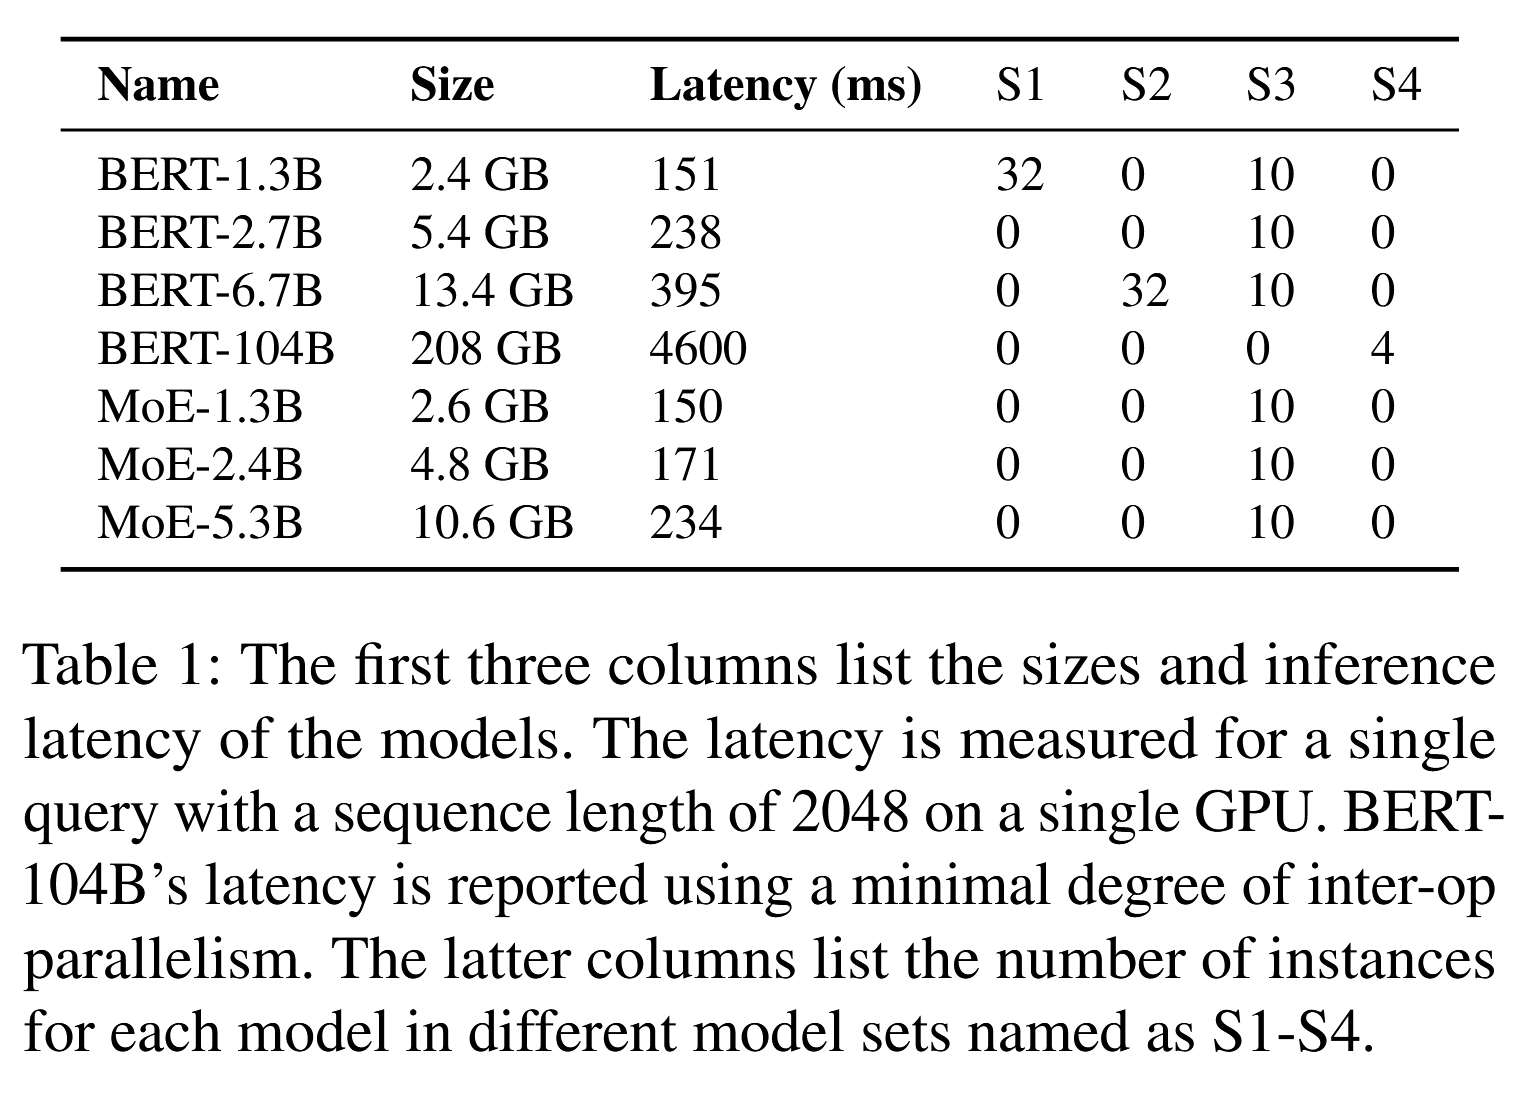 Name Size Latency (ms) S1 S2 S3 S4
BERT-1.3B 2.4 GB 151 32 0 10 0
BERT-2.7B 5.4 GB 238 0 0 10 0
BERT-6.7B 13.4 GB 395 0 32 10 0
BERT-104B 208 GB 4600 0 0 0 4
MoE-1.3B 2.6 GB 150 0 0 10 0
MoE-2.4B 4.8 GB 171 0 0 10 0
MoE-5.3B 10.6 GB 234 0 0 10 0
Table 1: The first three columns list the sizes and inference
latency of the models. The latency is measured for a single
query with a sequence length of 2048 on a single GPU. BERT-
104B’s latency is reported using a minimal degree of inter-op
parallelism. The latter columns list the number of instances
for each model in different model sets named as S1-S4.